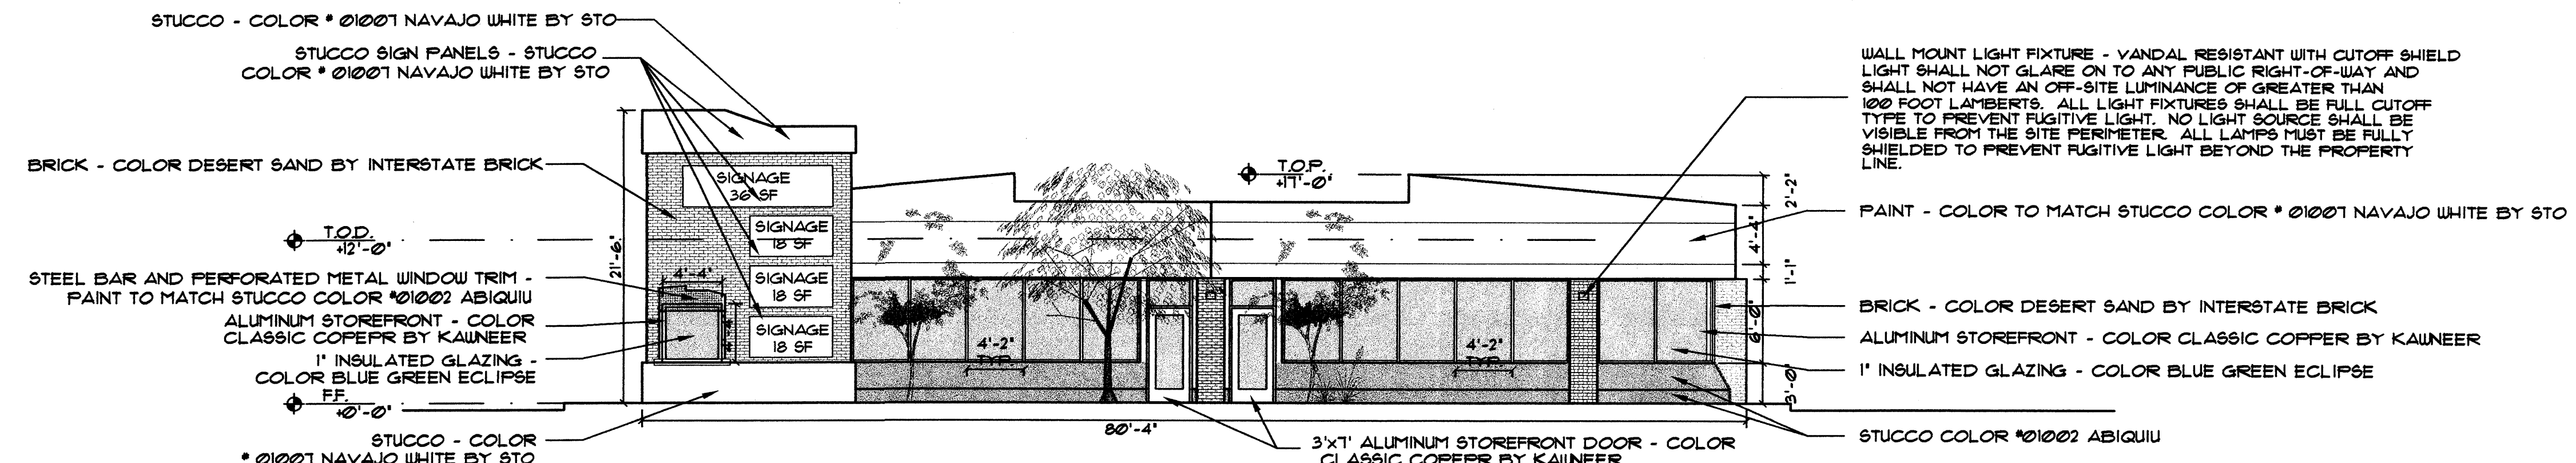 STUCCO - COLOR # 01007 NAVAJO WHITE BY STO
STUCCO SIGN PANELS - STUCCO
COLOR # 01007 NAVAJO WHITE BY STO
BRICK - COLOR DESERT SAND BY INTERSTATE BRICK
T.O.D.
+12'-0"
STEEL BAR AND PERFORATED METAL WINDOW TRIM -
PAINT TO MATCH STUCCO COLOR #01002 ABIQUIU
ALUMINUM STOREFRONT - COLOR
CLASSIC COPEPR BY KAWNEER
1" INSULATED GLAZING -
COLOR BLUE GREEN ECLIPSE
F.F.
+0'-0"
STUCCO - COLOR
# 01007 NAVAJO WHITE BY STO
21'-6"
SIGNAGE
36 SF
SIGNAGE
18 SF
SIGNAGE
18 SF
SIGNAGE
18 SF
4'-4"
T.O.P.
+17'-0"
4'-2"
TYP.
4'-2"
TYP.
80'-4"
3'x7' ALUMINUM STOREFRONT DOOR - COLOR
CLASSIC COPEPR BY KAWNEER
2'-2"
4'-4"
1'-1"
6'-0"
3'-0"
WALL MOUNT LIGHT FIXTURE - VANDAL RESISTANT WITH CUTOFF SHIELD
LIGHT SHALL NOT GLARE ON TO ANY PUBLIC RIGHT-OF-WAY AND
SHALL NOT HAVE AN OFF-SITE LUMINANCE OF GREATER THAN
100 FOOT LAMBERTS. ALL LIGHT FIXTURES SHALL BE FULL CUTOFF
TYPE TO PREVENT FUGITIVE LIGHT. NO LIGHT SOURCE SHALL BE
VISIBLE FROM THE SITE PERIMETER. ALL LAMPS MUST BE FULLY
SHIELDED TO PREVENT FUGITIVE LIGHT BEYOND THE PROPERTY
LINE.
PAINT - COLOR TO MATCH STUCCO COLOR # 01007 NAVAJO WHITE BY STO
BRICK - COLOR DESERT SAND BY INTERSTATE BRICK
ALUMINUM STOREFRONT - COLOR CLASSIC COPPER BY KAWNEER
1" INSULATED GLAZING - COLOR BLUE GREEN ECLIPSE
STUCCO COLOR #01002 ABIQUIU